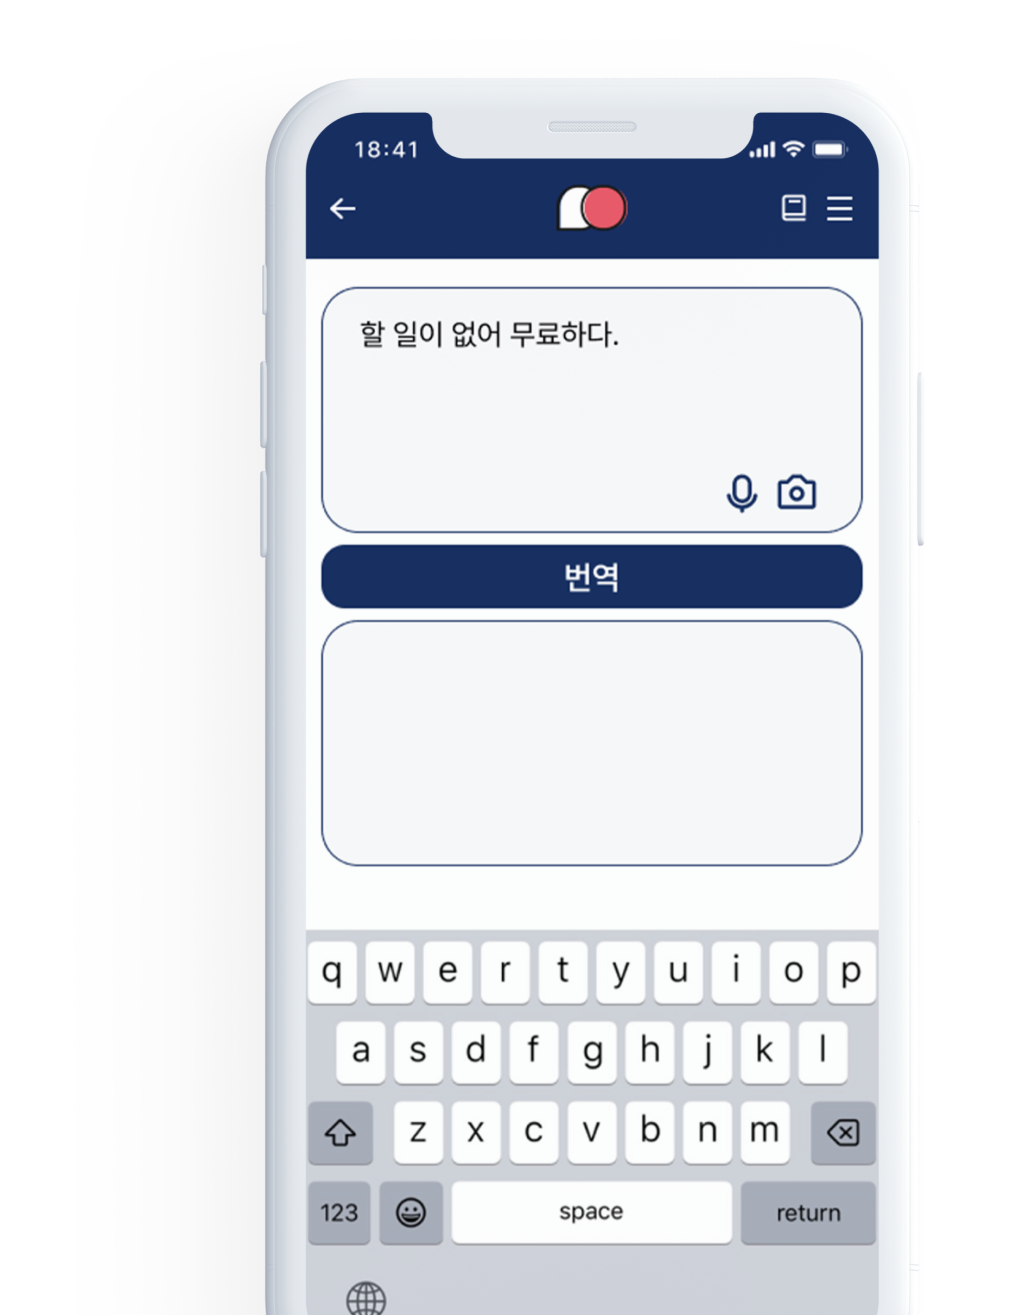 18:41
할 일이 없어 무료하다.
번역
q w e r t y u i o p
a s d f g h j k l
z x c v b n m
123 space return